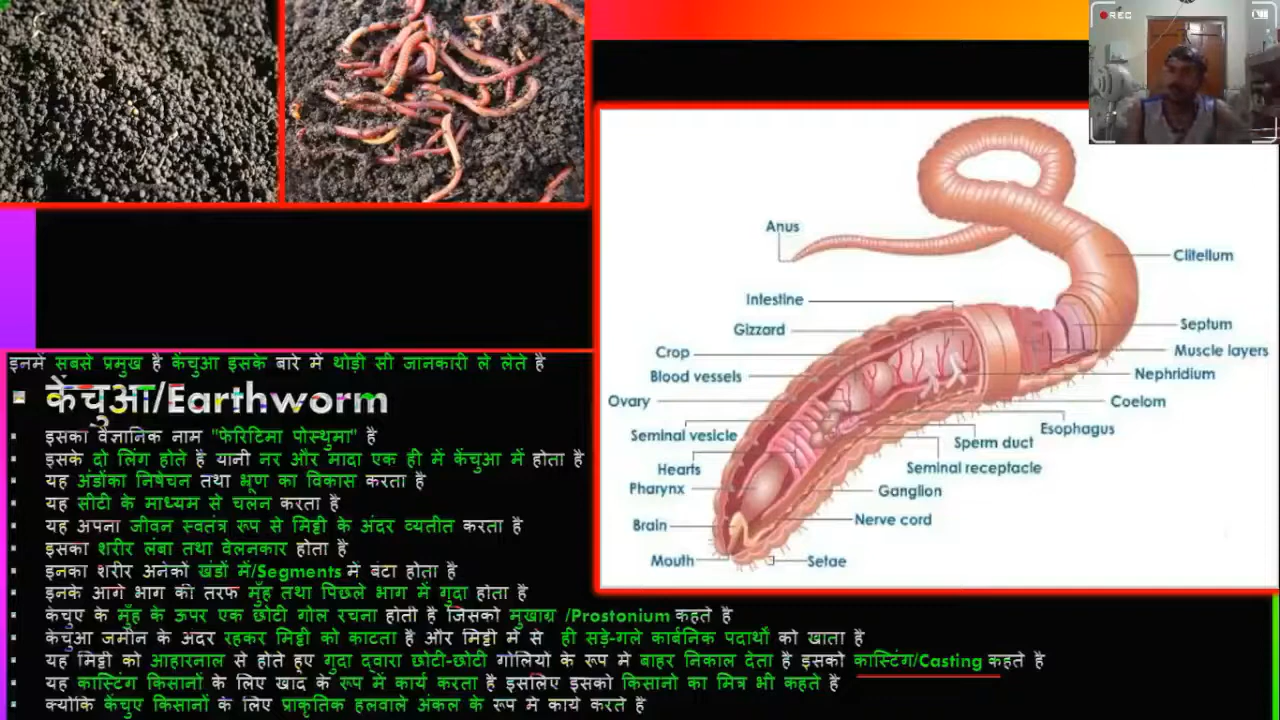 REC
Anus
Clitellum
Intestine
Gizzard
Septum
Crop
Muscle layers
Blood vessels
Nephridium
Ovary
Coelom
Seminal vesicle
Esophagus
Sperm duct
Hearts
Seminal receptacle
Pharynx
Ganglion
Brain
Nerve cord
Mouth
Setae
इनमें सबसे प्रमुख है केंचुआ इसके बारे में थोड़ी सी जानकारी ले लेते है
केंचुआ/Earthworm
इसका वैज्ञानिक नाम "फेरिटिमा पोस्थुमा" है
इसके दो लिंग होते है यानी नर और मादा एक ही में केंचुआ में होता है
यह अंडोंका निषेचन तथा भ्रूण का विकास करता है
यह सीटी के माध्यम से चलन करता है
यह अपना जीवन स्वतंत्र रूप से मिट्टी के अंदर व्यतीत करता है
इसका शरीर लंबा तथा वेलनकार होता है
इनका शरीर अनेकों खंडों में/Segments में बंटा होता है
इनके आगे भाग की तरफ मुँह तथा पिछले भाग में गुदा होता है
केचुए के मुँह के ऊपर एक छोटी गोल रचना होती है जिसको मुखाग्र /Prostonium कहते है
केचुआ जमीन के अंदर रहकर मिट्टी को काटता है और मिट्टी में से ही सड़े-गले कार्बनिक पदार्थों को खाता है
यह मिट्टी को आहारनाल से होते हुए गुदा द्वारा छोटी-छोटी गोलियों के रूप में बाहर निकाल देता है इसको कास्टिंग/Casting कहते है
यह कास्टिंग किसानों के लिए खाद के रूप में कार्य करता है इसलिए इसको किसानो का मित्र भी कहते है
क्योंकि केंचुए किसानों के लिए प्राकृतिक हलवाले अंकल के रूप में कार्य करते है